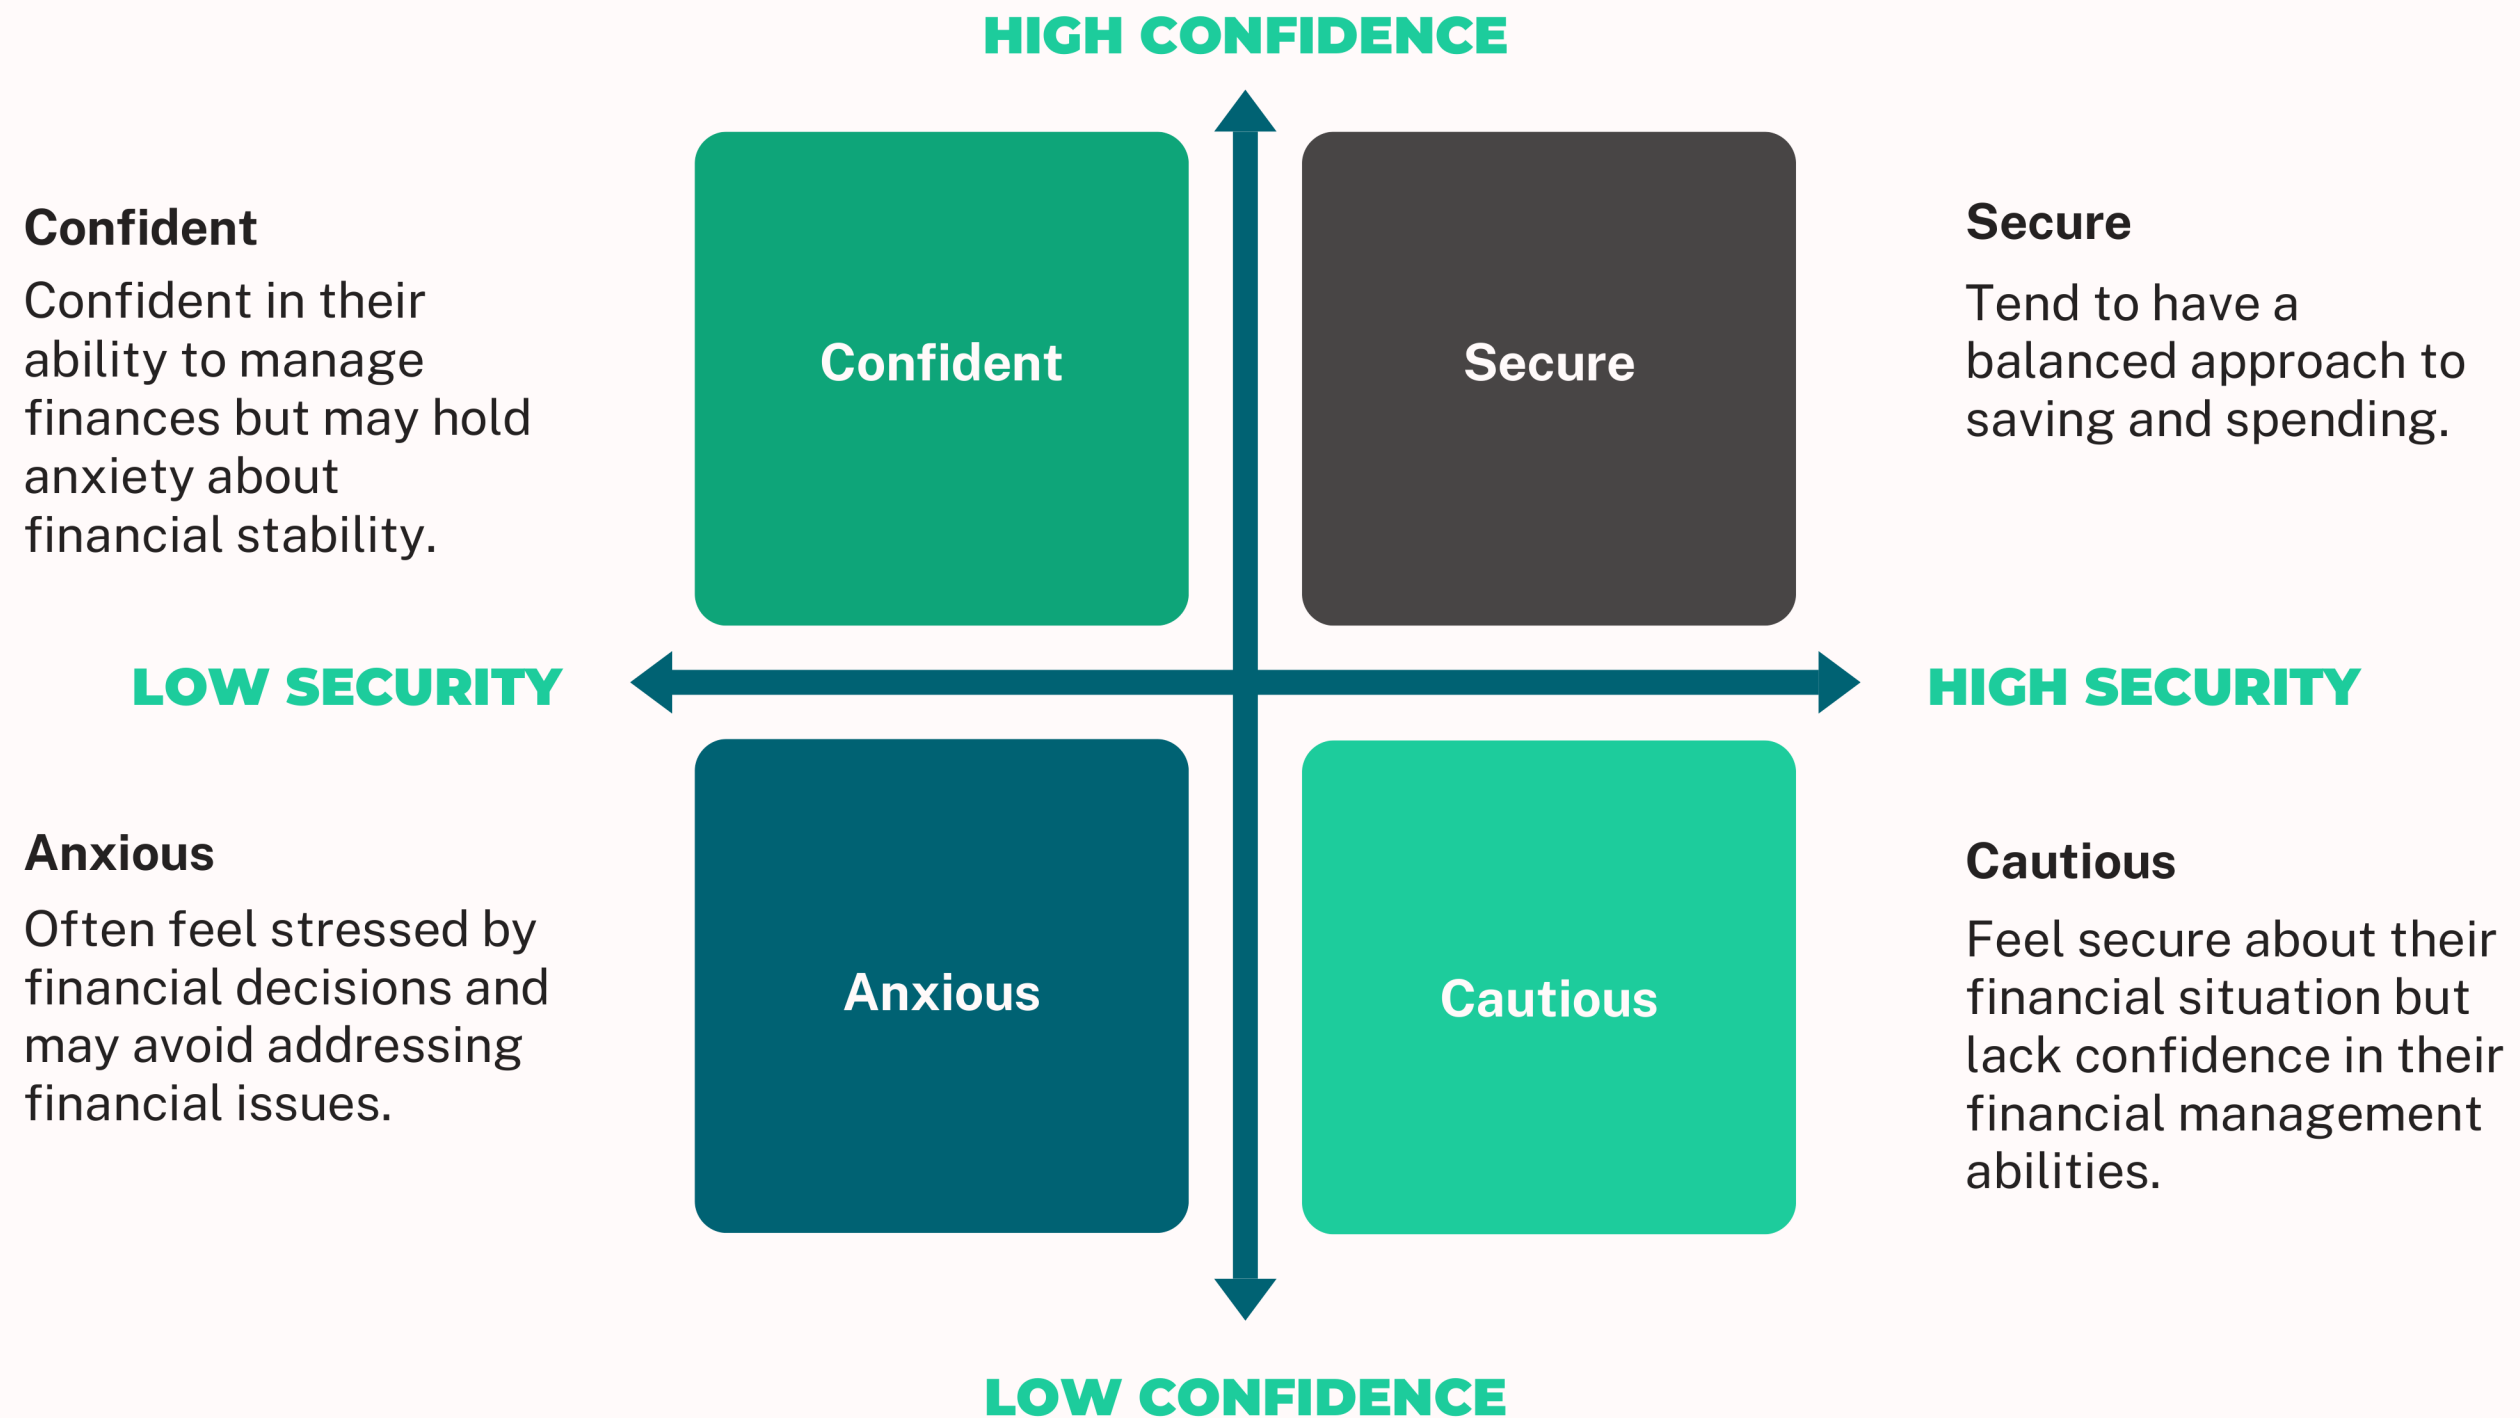 HIGH CONFIDENCE
Confident
Confident in their
ability to manage
finances but may hold
anxiety about
financial stability.
Confident
Secure
Secure
Tend to have a
balanced approach to
saving and spending.
LOW SECURITY
HIGH SECURITY
Anxious
Often feel stressed by
financial decisions and
may avoid addressing
financial issues.
Anxious
Cautious
Cautious
Feel secure about their
financial situation but
lack confidence in their
financial management
abilities.
LOW CONFIDENCE